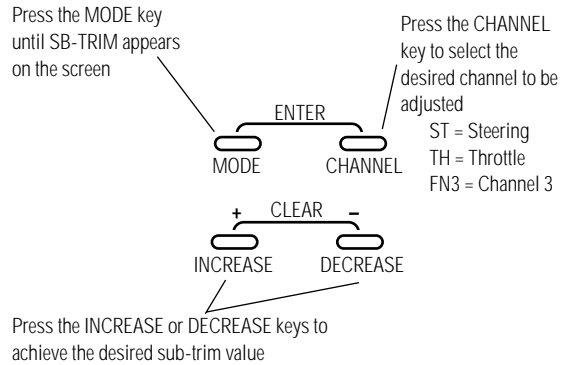 Press the MODE key
until SB-TRIM appears
on the screen
Press the CHANNEL
key to select the
desired channel to be
adjusted
ST = Steering
TH = Throttle
FN3 = Channel 3
ENTER
MODE
CHANNEL
+ CLEAR –
INCREASE
DECREASE
Press the INCREASE or DECREASE keys to
achieve the desired sub-trim value